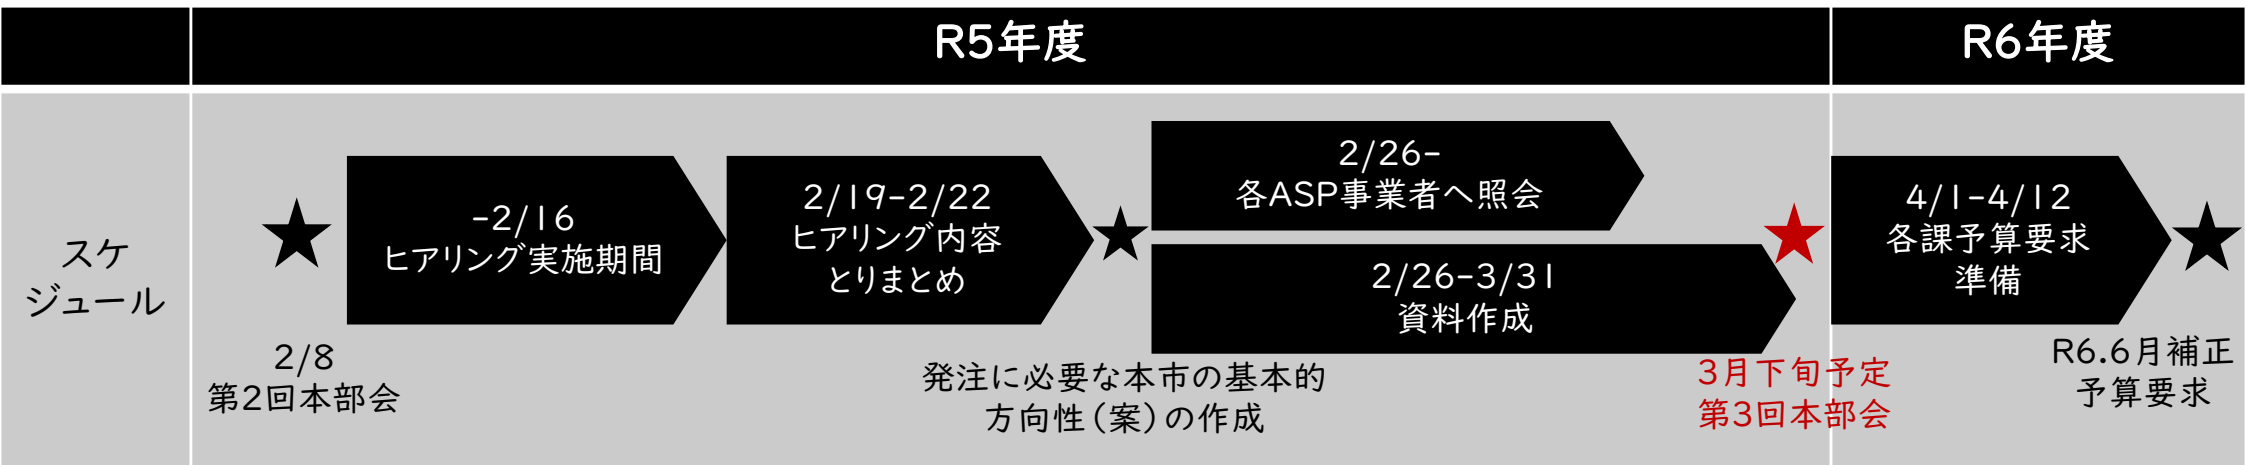 R5年度
R6年度
スケ
ジュール
2/8
第2回本部会
-2/16
ヒアリング実施期間
2/19-2/22
ヒアリング内容
とりまとめ
発注に必要な本市の基本的
方向性(案)の作成
2/26-
各ASP事業者へ照会
2/26-3/31
資料作成
3月下旬予定
第3回本部会
4/1-4/12
各課予算要求
準備
R6.6月補正
予算要求